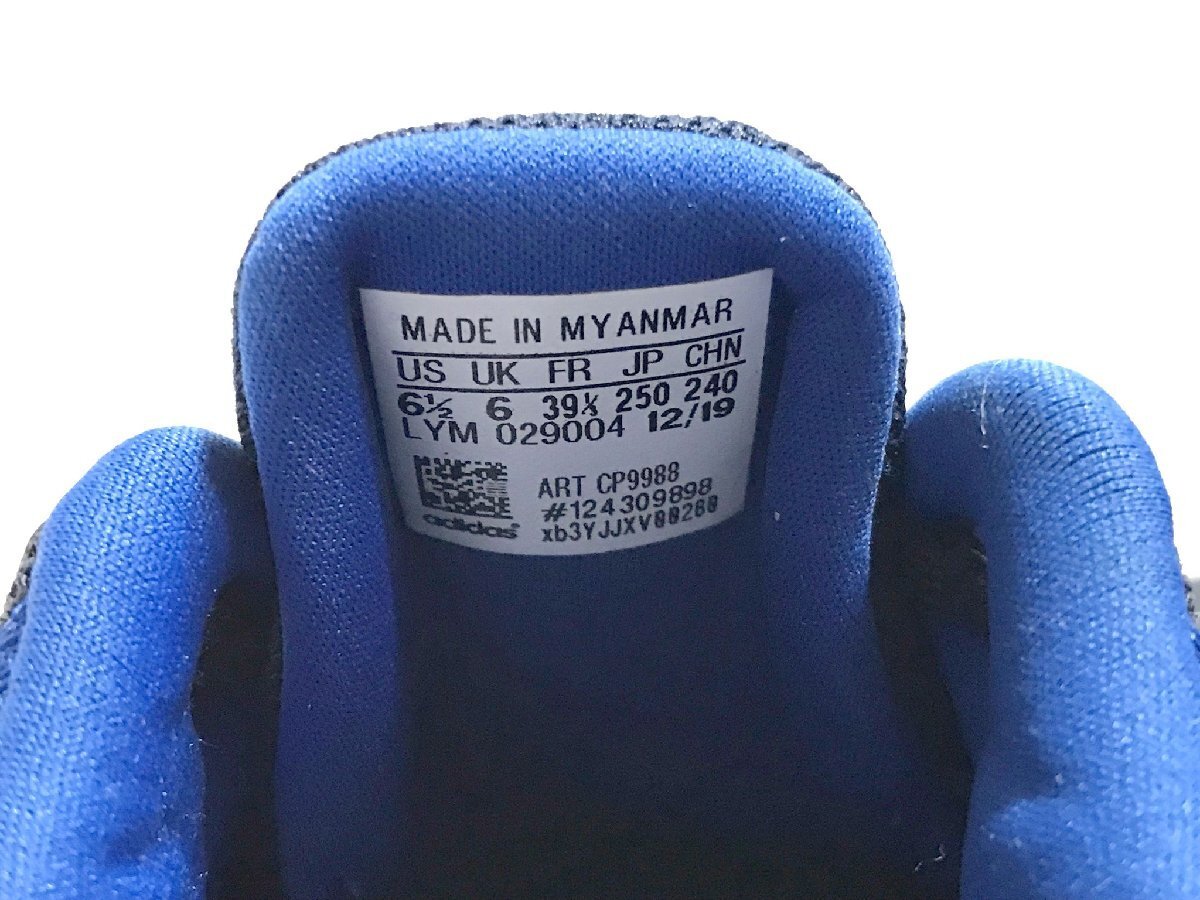 MADE IN MYANMAR
US UK FR JP CHN
6½ 6 39⅓ 250 240
LYM 029004 12/19
ART CP9988
#124309898
adidas xb3YJJXV00260